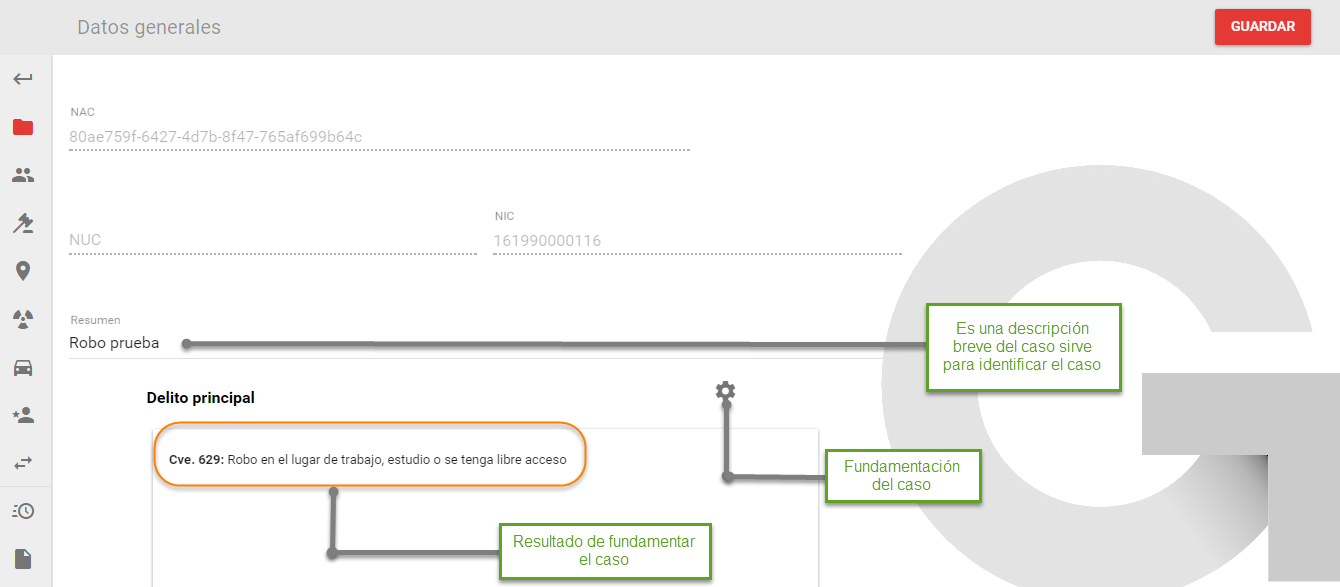 Datos generales
GUARDAR
NAC
80ae759f-6427-4d7b-8f47-765af699b64c
NUC
NIC
161990000116
Resumen
Robo prueba
Es una descripción
breve del caso sirve
para identificar el caso
Delito principal
Cve. 629: Robo en el lugar de trabajo, estudio o se tenga libre acceso
Fundamentación
del caso
Resultado de fundamentar
el caso